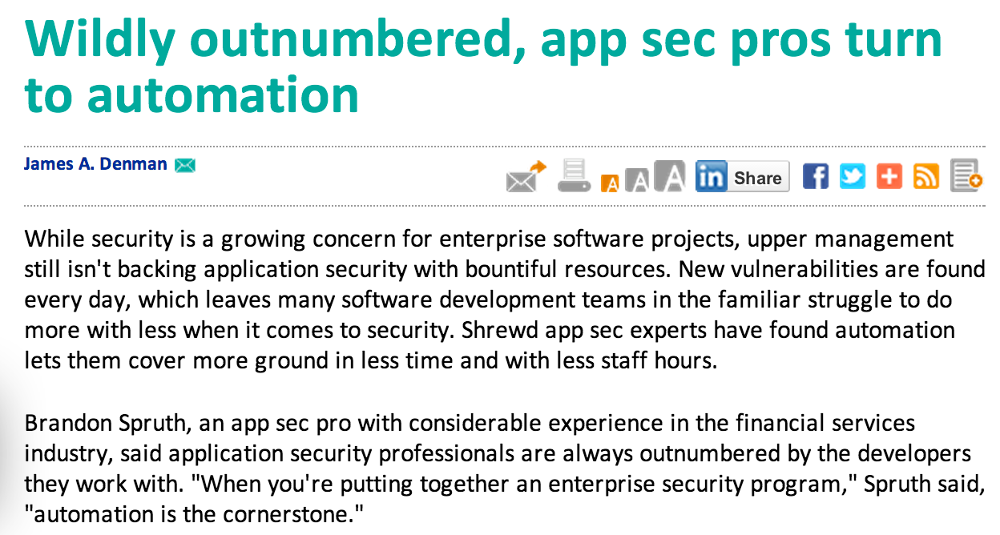 Wildly outnumbered, app sec pros turn
to automation
James A. Denman
A A A in Share f
While security is a growing concern for enterprise software projects, upper management
still isn't backing application security with bountiful resources. New vulnerabilities are found
every day, which leaves many software development teams in the familiar struggle to do
more with less when it comes to security. Shrewd app sec experts have found automation
lets them cover more ground in less time and with less staff hours.
Brandon Spruth, an app sec pro with considerable experience in the financial services
industry, said application security professionals are always outnumbered by the developers
they work with. "When you're putting together an enterprise security program," Spruth said,
"automation is the cornerstone."